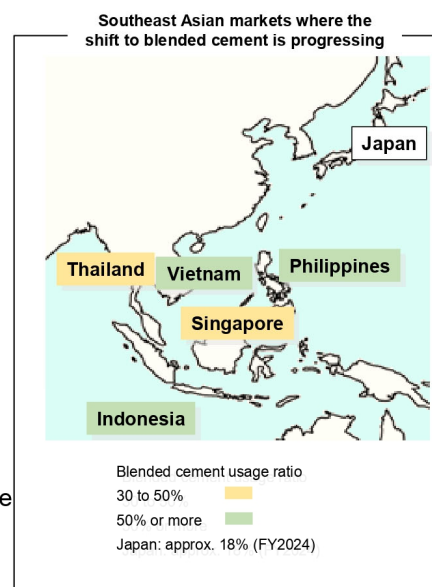 Southeast Asian markets where the
shift to blended cement is progressing
Japan
Thailand
Vietnam
Philippines
Singapore
Indonesia
Blended cement usage ratio
30 to 50%
50% or more
Japan: approx. 18% (FY2024)
e